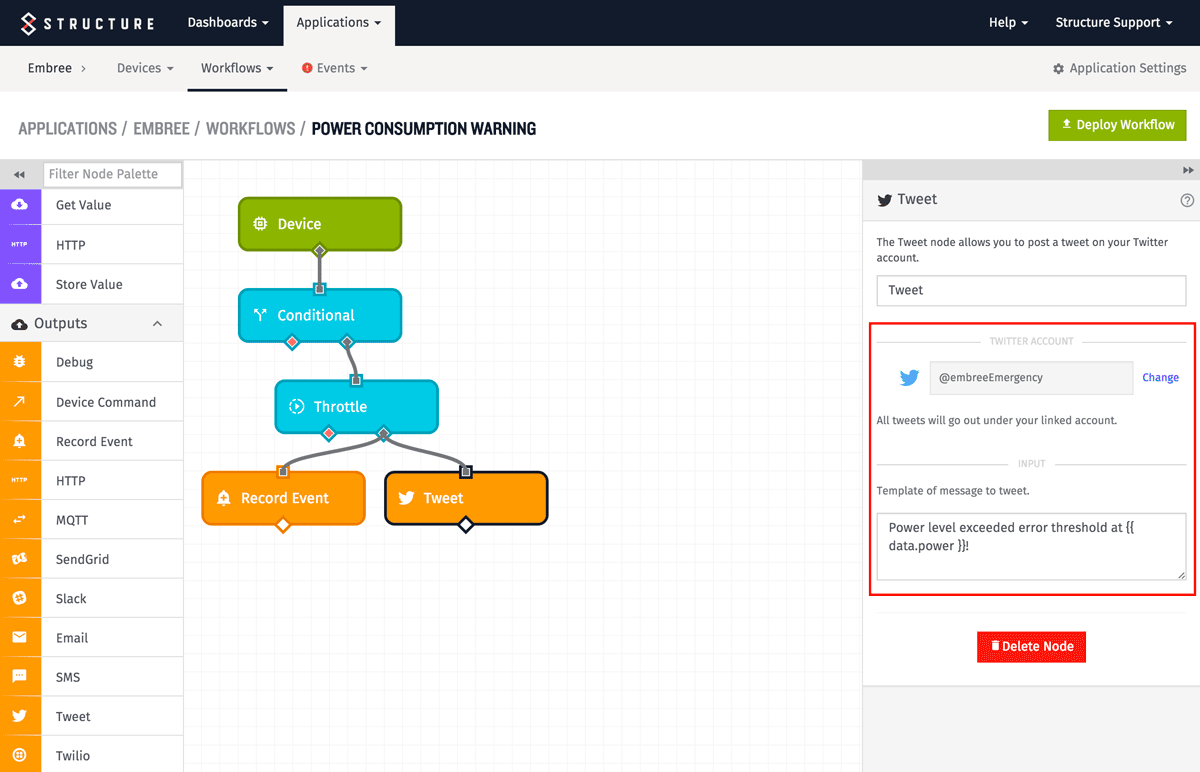 STRUCTURE
Dashboards
Applications
Help
Structure Support
Embree
Devices
Workflows
Events
Application Settings
APPLICATIONS / EMBREE / WORKFLOWS / POWER CONSUMPTION WARNING
Deploy Workflow
Filter Node Palette
Get Value
HTTP HTTP
Store Value
Outputs
Debug
Device Command
Record Event
HTTP HTTP
MQTT
SendGrid
Slack
Email
SMS
Tweet
Twilio
Device
Conditional
Throttle
Record Event
Tweet
Tweet
The Tweet node allows you to post a tweet on your Twitter
account.
Tweet
TWITTER ACCOUNT
@embreeEmergency
Change
All tweets will go out under your linked account.
INPUT
Template of message to tweet.
Power level exceeded error threshold at {{
data.power }}!
Delete Node